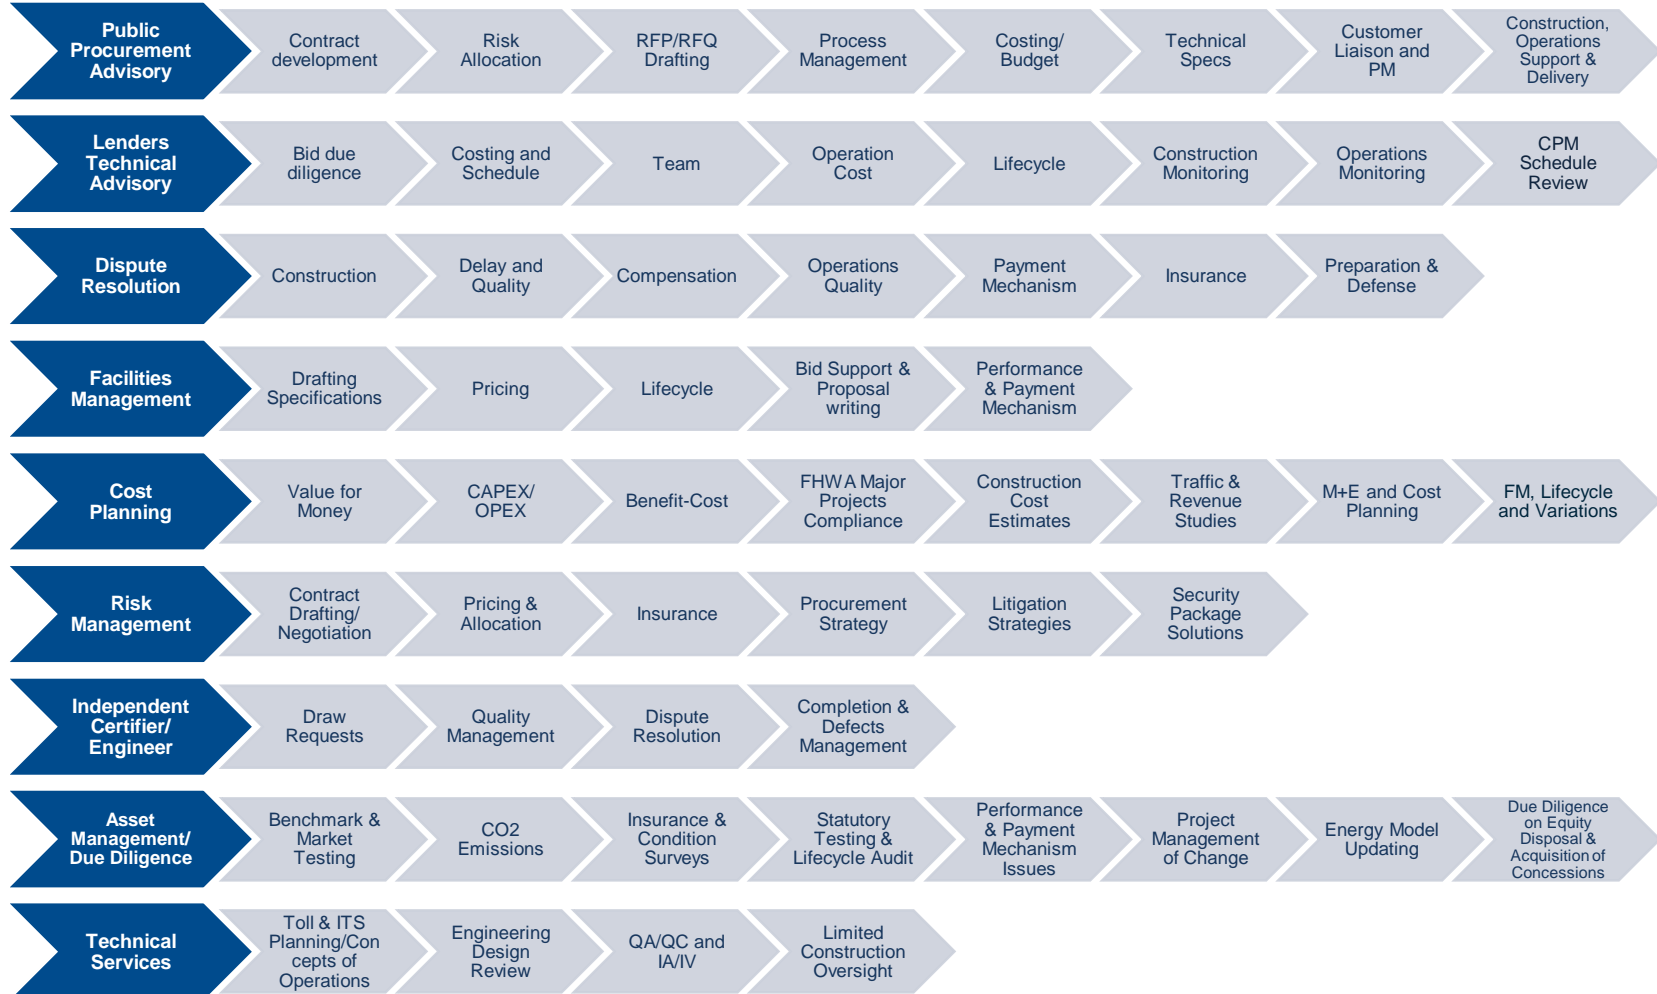 Public
Procurement
Advisory
Contract
development
Risk
Allocation
RFP/RFQ
Drafting
Process
Management
Costing/
Budget
Technical
Specs
Customer
Liaison and
PM
Construction,
Operations
Support &
Delivery
Lenders
Technical
Advisory
Bid due
diligence
Costing and
Schedule
Team
Operation
Cost
Lifecycle
Construction
Monitoring
Operations
Monitoring
CPM
Schedule
Review
Dispute
Resolution
Construction
Delay and
Quality
Compensation
Operations
Quality
Payment
Mechanism
Insurance
Preparation &
Defense
Facilities
Management
Drafting
Specifications
Pricing
Lifecycle
Bid Support &
Proposal
writing
Performance
& Payment
Mechanism
Cost
Planning
Value for
Money
CAPEX/
OPEX
Benefit-Cost
FHWA Major
Projects
Compliance
Construction
Cost
Estimates
Traffic &
Revenue
Studies
M+E and Cost
Planning
FM, Lifecycle
and Variations
Risk
Management
Contract
Drafting/
Negotiation
Pricing &
Allocation
Insurance
Procurement
Strategy
Litigation
Strategies
Security
Package
Solutions
Independent
Certifier/
Engineer
Draw
Requests
Quality
Management
Dispute
Resolution
Completion &
Defects
Management
Asset
Management/
Due Diligence
Benchmark &
Market
Testing
CO2
Emissions
Insurance &
Condition
Surveys
Statutory
Testing &
Lifecycle Audit
Performance
& Payment
Mechanism
Issues
Project
Management
of Change
Energy Model
Updating
Due Diligence
on Equity
Disposal &
Acquisition of
Concessions
Technical
Services
Toll & ITS
Planning/Con
cepts of
Operations
Engineering
Design
Review
QA/QC and
IA/IV
Limited
Construction
Oversight